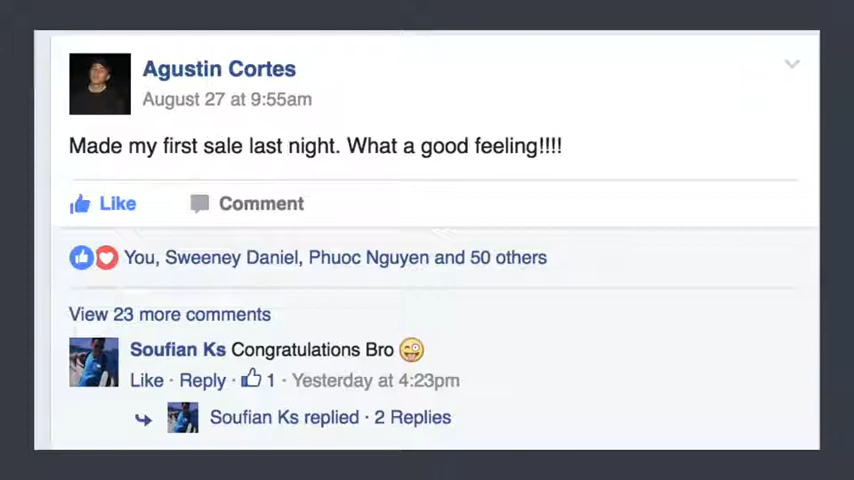 Agustin Cortes
August 27 at 9:55am
Made my first sale last night. What a good feeling!!!!
Like Comment
You, Sweeney Daniel, Phuoc Nguyen and 50 others
View 23 more comments
Soufian Ks Congratulations Bro 😜
Like · Reply · 1 · Yesterday at 4:23pm
Soufian Ks replied · 2 Replies